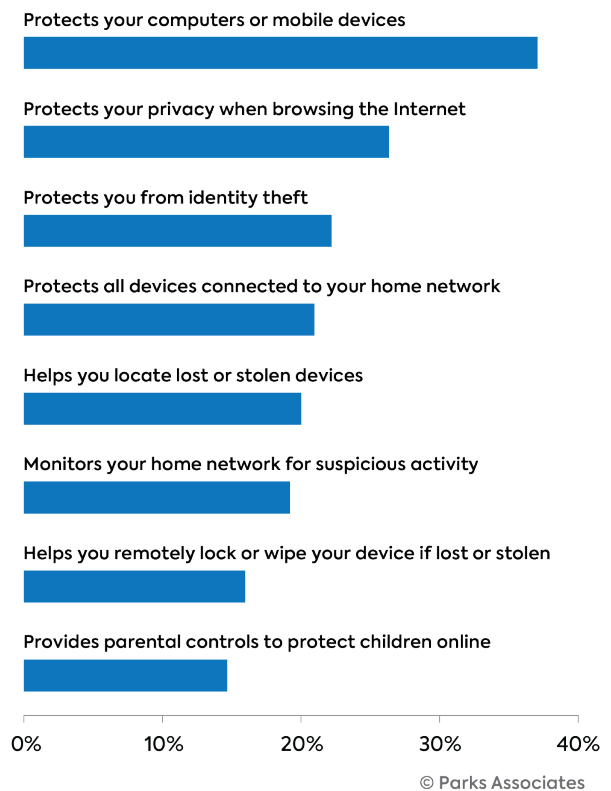 Protects your computers or mobile devices
Protects your privacy when browsing the Internet
Protects you from identity theft
Protects all devices connected to your home network
Helps you locate lost or stolen devices
Monitors your home network for suspicious activity
Helps you remotely lock or wipe your device if lost or stolen
Provides parental controls to protect children online
0% 10% 20% 30% 40%
© Parks Associates